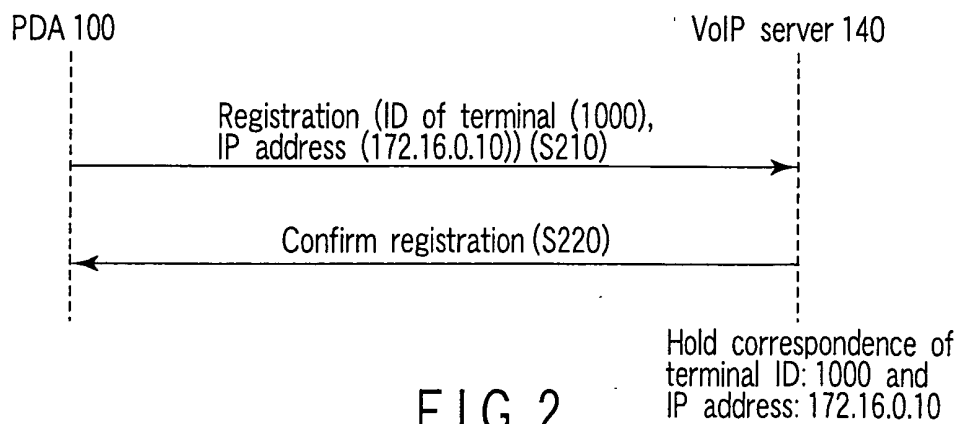 PDA 100
VoIP server 140
Registration (ID of terminal (1000),
IP address (172.16.0.10)) (S210)
Confirm registration (S220)
Hold correspondence of
terminal ID: 1000 and
IP address: 172.16.0.10
FIG. 2